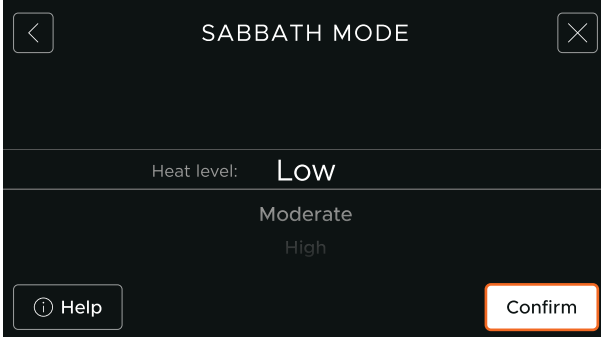 SABBATH MODE
Heat level: Low
Moderate
High
Help
Confirm